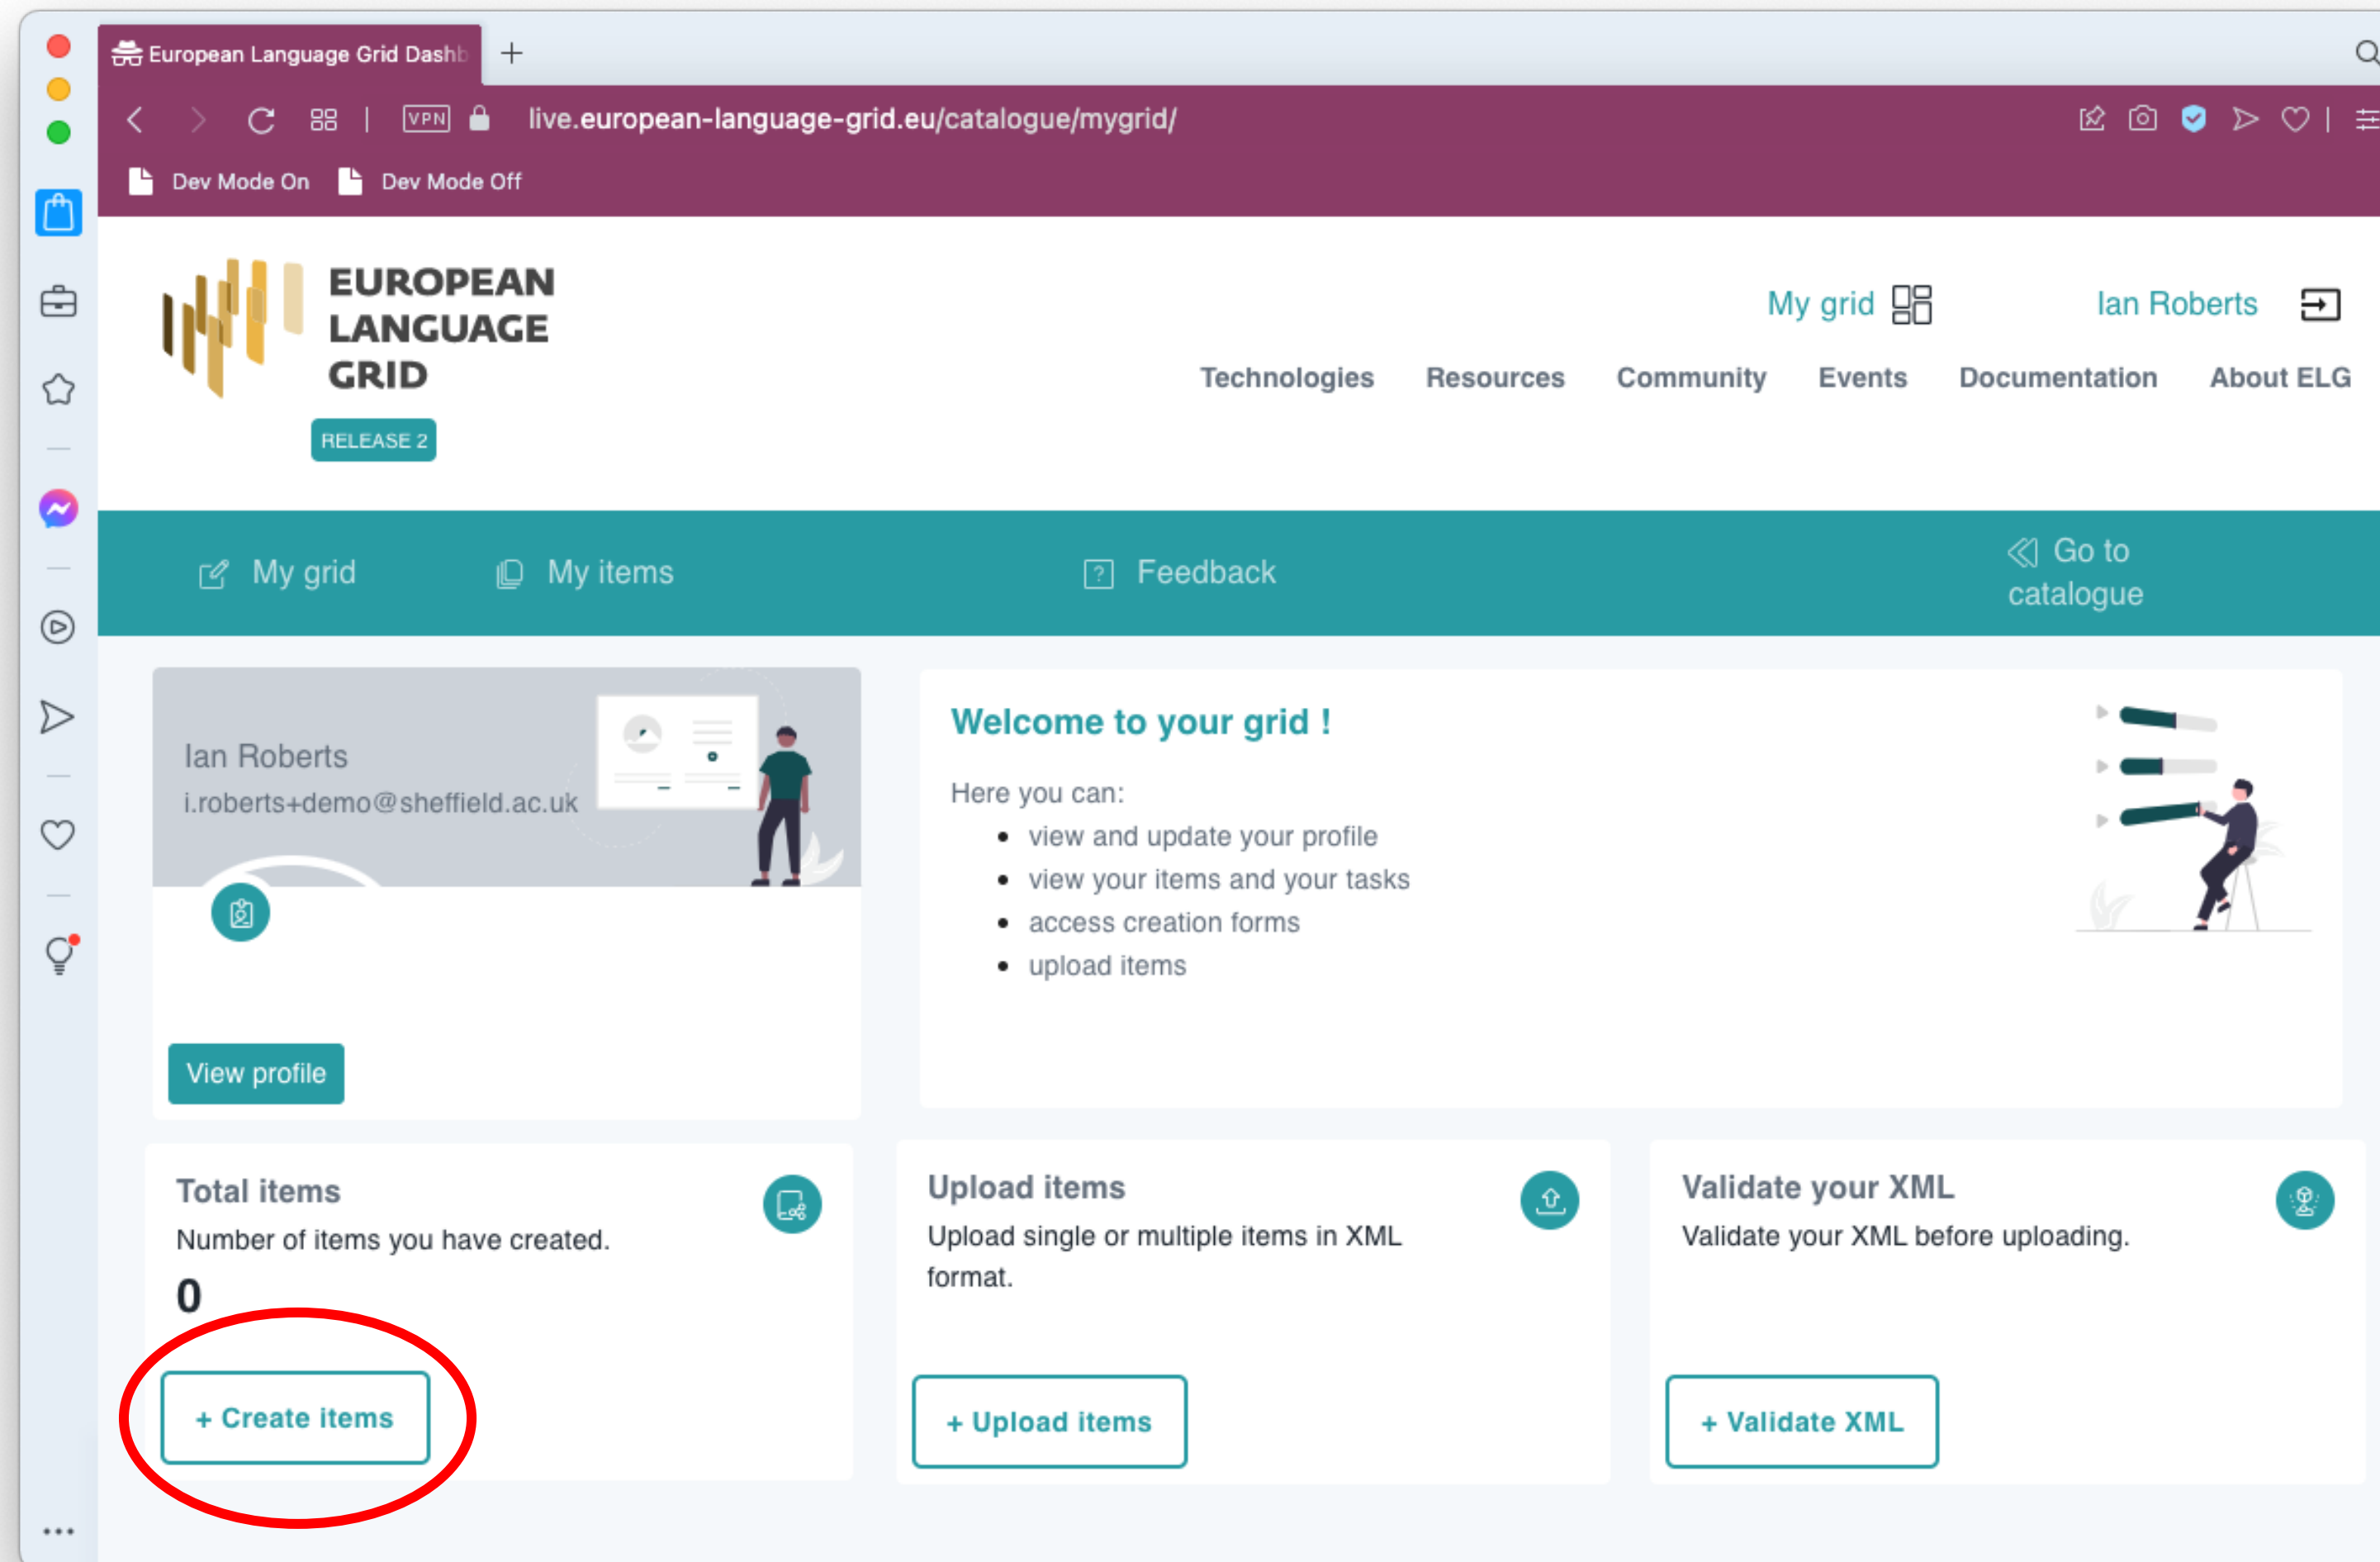 European Language Grid Dashb
VPN live.european-language-grid.eu/catalogue/mygrid/
Dev Mode On Dev Mode Off
EUROPEAN
LANGUAGE
GRID
RELEASE 2
My grid Ian Roberts
Technologies Resources Community Events Documentation About ELG
My grid My items Feedback Go to
catalogue
Ian Roberts
i.roberts+demo@sheffield.ac.uk
View profile
Welcome to your grid !
Here you can:
• view and update your profile
• view your items and your tasks
• access creation forms
• upload items
Total items
Number of items you have created.
0
+ Create items
Upload items
Upload single or multiple items in XML
format.
+ Upload items
Validate your XML
Validate your XML before uploading.
+ Validate XML